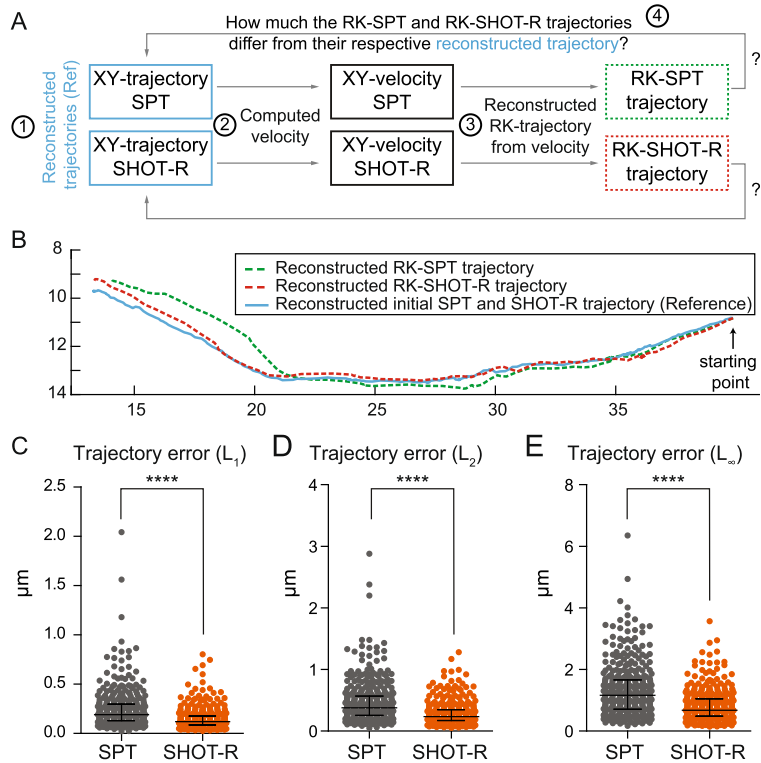 A
How much the RK-SPT and RK-SHOT-R trajectories
differ from their respective reconstructed trajectory?
4
?
1
Reconstructed
trajectories (Ref)
XY-trajectory
SPT
XY-velocity
SPT
RK-SPT
trajectory
2
Computed
velocity
3
Reconstructed
RK-trajectory
from velocity
XY-trajectory
SHOT-R
XY-velocity
SHOT-R
RK-SHOT-R
trajectory
?
B
8
10
12
14
15
20
25
30
35
Reconstructed RK-SPT trajectory
Reconstructed RK-SHOT-R trajectory
Reconstructed initial SPT and SHOT-R trajectory (Reference)
starting
point
C
Trajectory error (L1)
****
2.5
2.0
1.5
1.0
0.5
0.0
µm
SPT
SHOT-R
D
Trajectory error (L2)
****
4
3
2
1
0
µm
SPT
SHOT-R
E
Trajectory error (L∞)
****
8
6
4
2
0
µm
SPT
SHOT-R